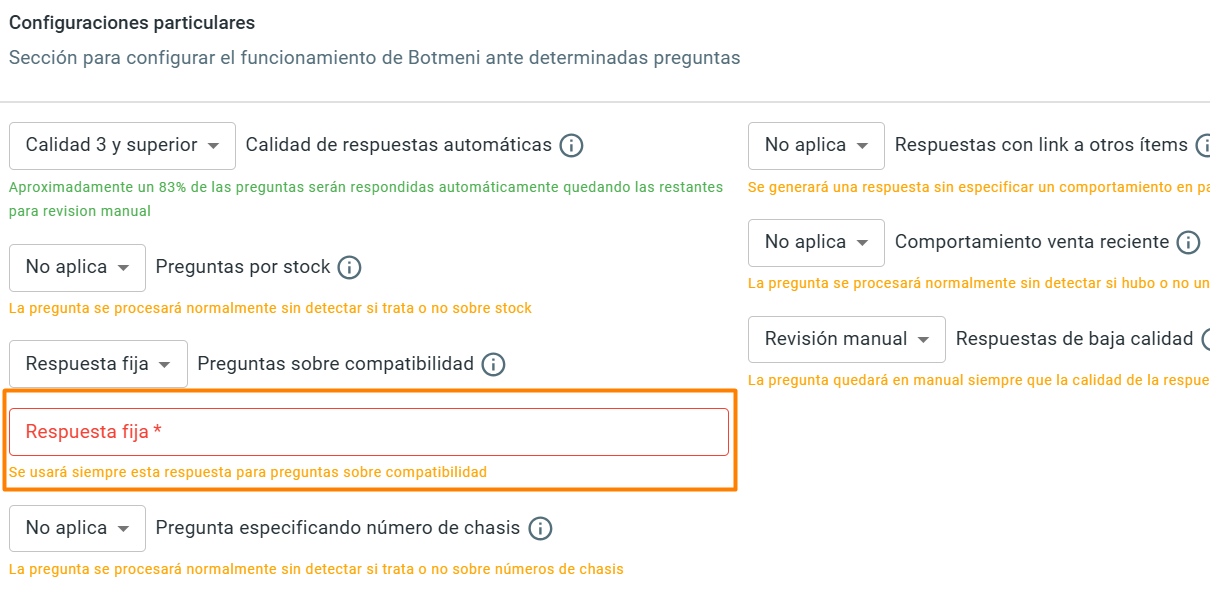 Configuraciones particulares
Sección para configurar el funcionamiento de Botmeni ante determinadas preguntas
Calidad 3 y superior
Calidad de respuestas automáticas
Aproximadamente un 83% de las preguntas serán respondidas automáticamente quedando las restantes
para revision manual
No aplica
Preguntas por stock
La pregunta se procesará normalmente sin detectar si trata o no sobre stock
Respuesta fija
Preguntas sobre compatibilidad
Respuesta fija *
Se usará siempre esta respuesta para preguntas sobre compatibilidad
No aplica
Pregunta especificando número de chasis
La pregunta se procesará normalmente sin detectar si trata o no sobre números de chasis
No aplica
Respuestas con link a otros ítems
Se generará una respuesta sin especificar un comportamiento en
No aplica
Comportamiento venta reciente
La pregunta se procesará normalmente sin detectar si hubo o no
Revisión manual
Respuestas de baja calidad
La pregunta quedará en manual siempre que la calidad de la